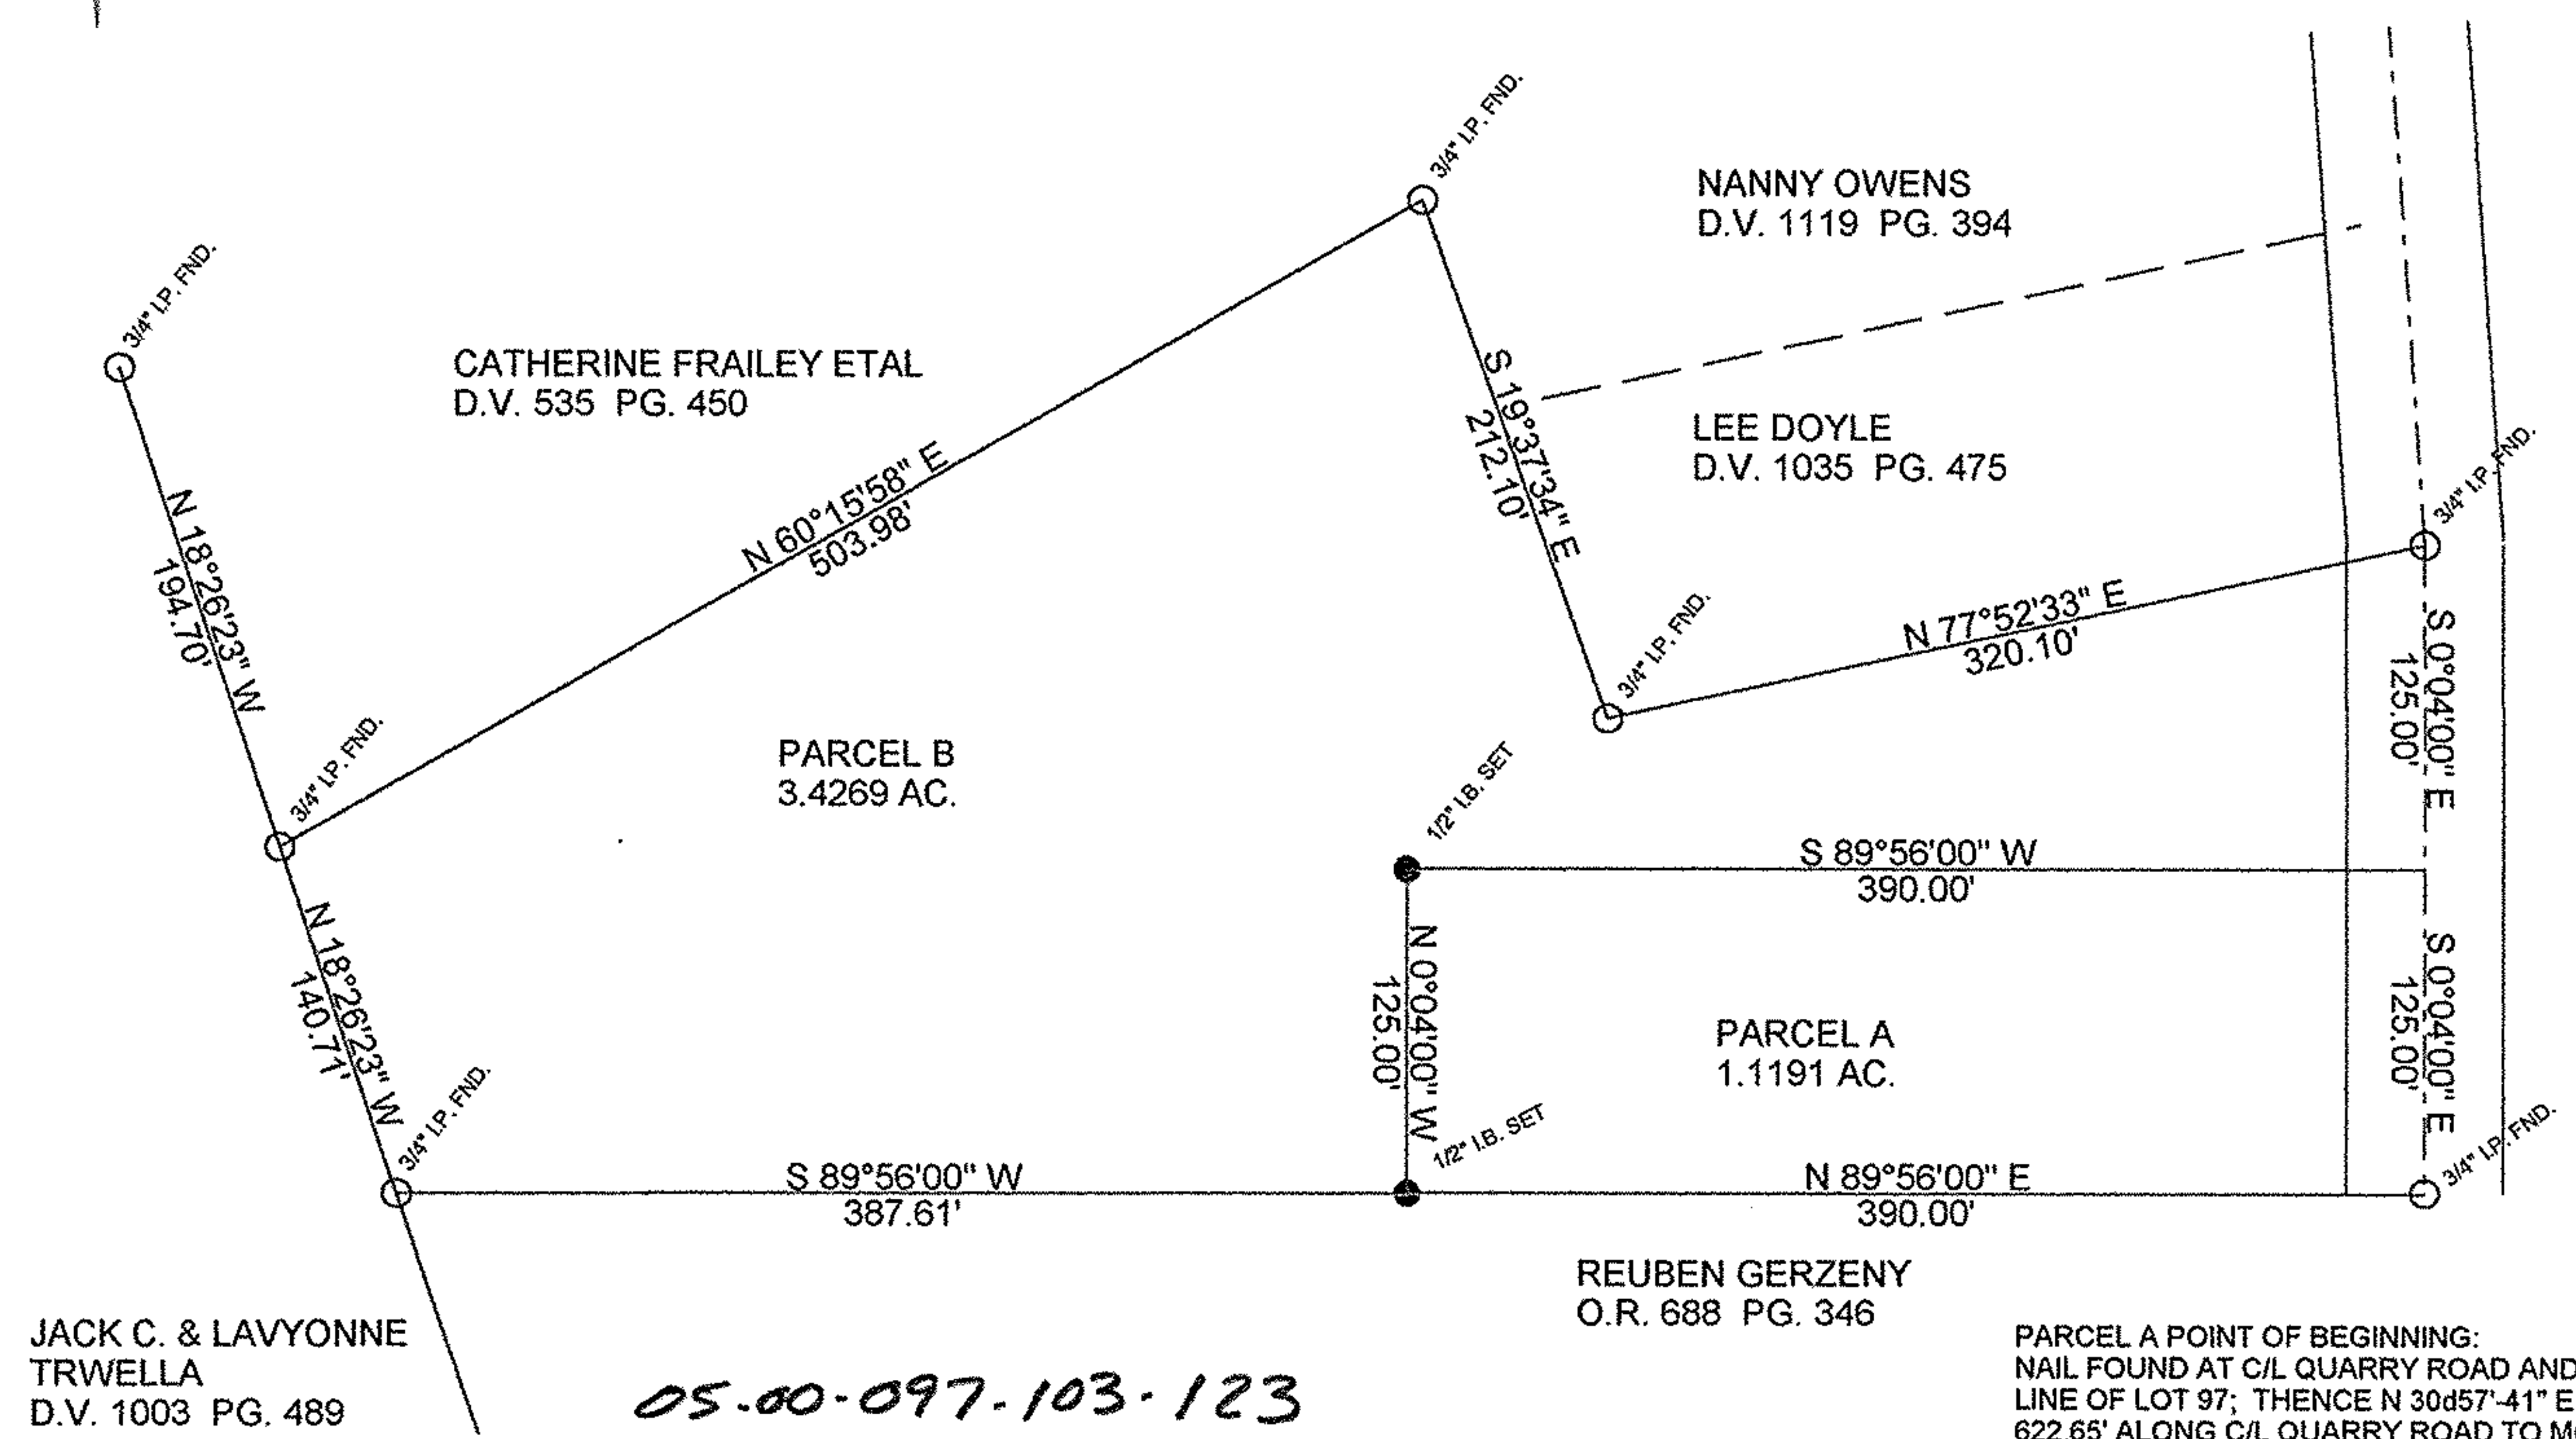 3/4" I.P. FND.
NANNY OWENS
D.V. 1119 PG. 394
3/4" I.P. FND.
CATHERINE FRAILEY ETAL
D.V. 535 PG. 450
S 19°37'34" E
212.10'
LEE DOYLE
D.V. 1035 PG. 475
3/4" I.P. FND.
N 18°26'23" W
194.70'
N 60°15'58" E
503.98'
3/4" I.P. FND.
N 77°52'33" E
320.10'
S 0°04'00" E
125.00'
3/4" I.P. FND.
PARCEL B
3.4269 AC.
1/2" I.B. SET
S 89°56'00" W
390.00'
N 18°26'23" W
140.71'
N 0°04'00" W
125.00'
PARCEL A
1.1191 AC.
S 0°04'00" E
125.00'
3/4" I.P. FND.
1/2" I.B. SET
3/4" I.P. FND.
S 89°56'00" W
387.61'
N 89°56'00" E
390.00'
REUBEN GERZENY
O.R. 688 PG. 346
JACK C. & LAVYONNE
TRWELLA
D.V. 1003 PG. 489
05-00-097-103-123
PARCEL A POINT OF BEGINNING:
NAIL FOUND AT C/L QUARRY ROAD AND
LINE OF LOT 97; THENCE N 30d57'-41" E
622.65' ALONG C/L QUARRY ROAD TO